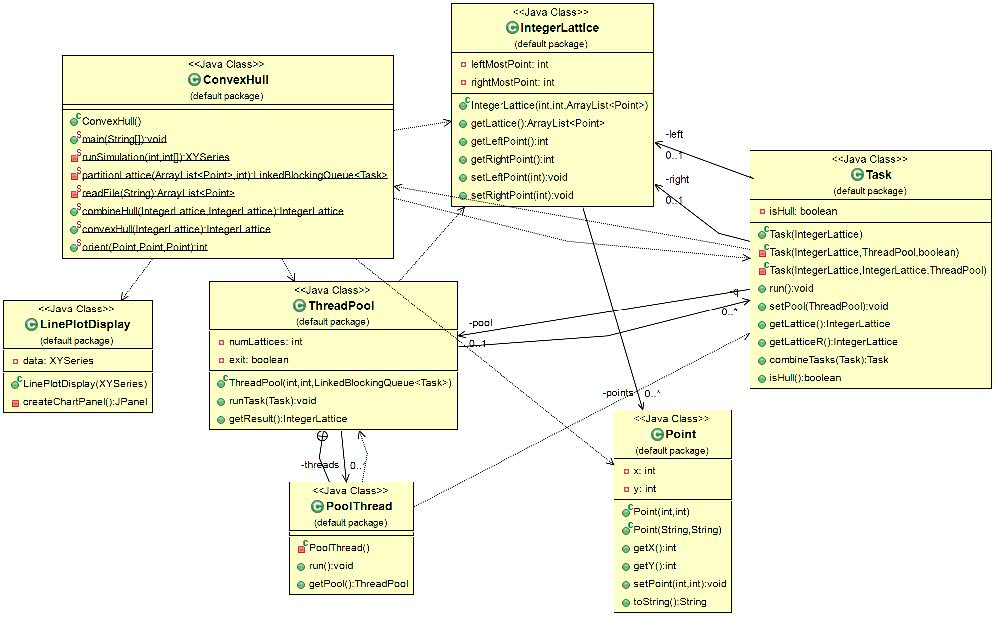 <<Java Class>>
IntegerLattice
(default package)
leftMostPoint: int
rightMostPoint: int
IntegerLattice(int,int,ArrayList<Point>)
getLattice():ArrayList<Point>
getLeftPoint():int
getRightPoint():int
setLeftPoint(int):void
setRightPoint(int):void
<<Java Class>>
ConvexHull
(default package)
ConvexHull()
main(String[]):void
runSimulation(int,int[]):XYSeries
partitionLattice(ArrayList<Point>,int):LinkedBlockingQueue<Task>
readFile(String):ArrayList<Point>
combineHull(IntegerLattice,IntegerLattice):IntegerLattice
convexHull(IntegerLattice):IntegerLattice
orient(Point,Point,Point):int
-left
0..1
-right
0..1
<<Java Class>>
Task
(default package)
isHull: boolean
Task(IntegerLattice)
Task(IntegerLattice,ThreadPool,boolean)
Task(IntegerLattice,IntegerLattice,ThreadPool)
run():void
setPool(ThreadPool):void
getLattice():IntegerLattice
getLatticeR():IntegerLattice
combineTasks(Task):Task
isHull():boolean
<<Java Class>>
LinePlotDisplay
(default package)
data: XYSeries
LinePlotDisplay(XYSeries)
createChartPanel():JPanel
<<Java Class>>
ThreadPool
(default package)
numLattices: int
exit: boolean
ThreadPool(int,int,LinkedBlockingQueue<Task>)
runTask(Task):void
getResult():IntegerLattice
-pool
0..1
-q
0..*
-points
0..*
-threads
0..*
<<Java Class>>
PoolThread
(default package)
PoolThread()
run():void
getPool():ThreadPool
<<Java Class>>
Point
(default package)
x: int
y: int
Point(int,int)
Point(String,String)
getX():int
getY():int
setPoint(int,int):void
toString():String